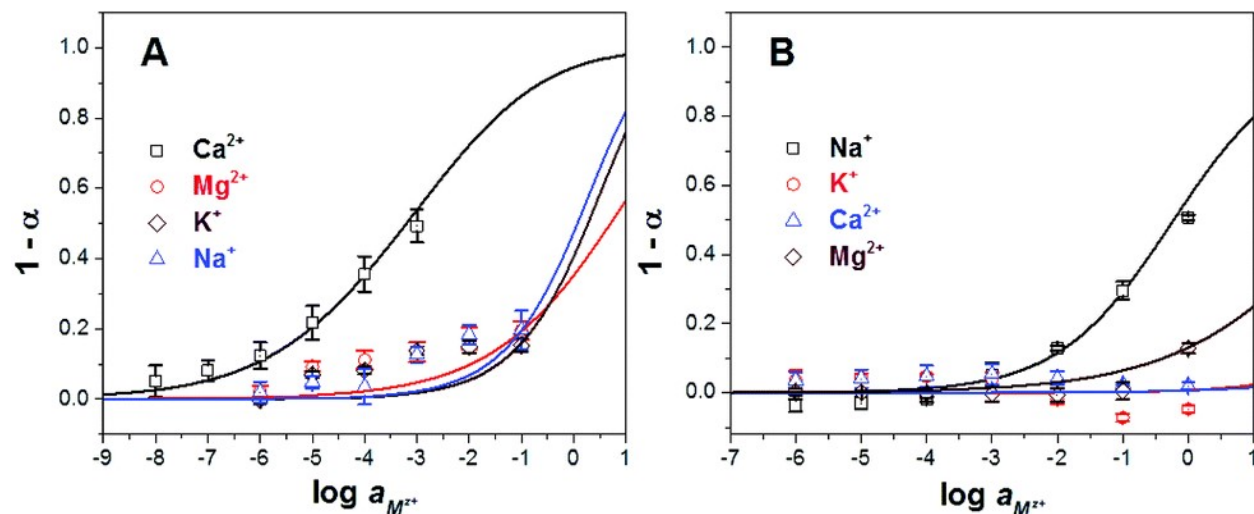 A
1.0
0.8
0.6
0.4
0.2
0.0
1 - α
Ca²⁺
Mg²⁺
K⁺
Na⁺
-9 -8 -7 -6 -5 -4 -3 -2 -1 0 1
log a_Mᶻ⁺
B
1.0
0.8
0.6
0.4
0.2
0.0
1 - α
Na⁺
K⁺
Ca²⁺
Mg²⁺
-7 -6 -5 -4 -3 -2 -1 0 1
log a_Mᶻ⁺